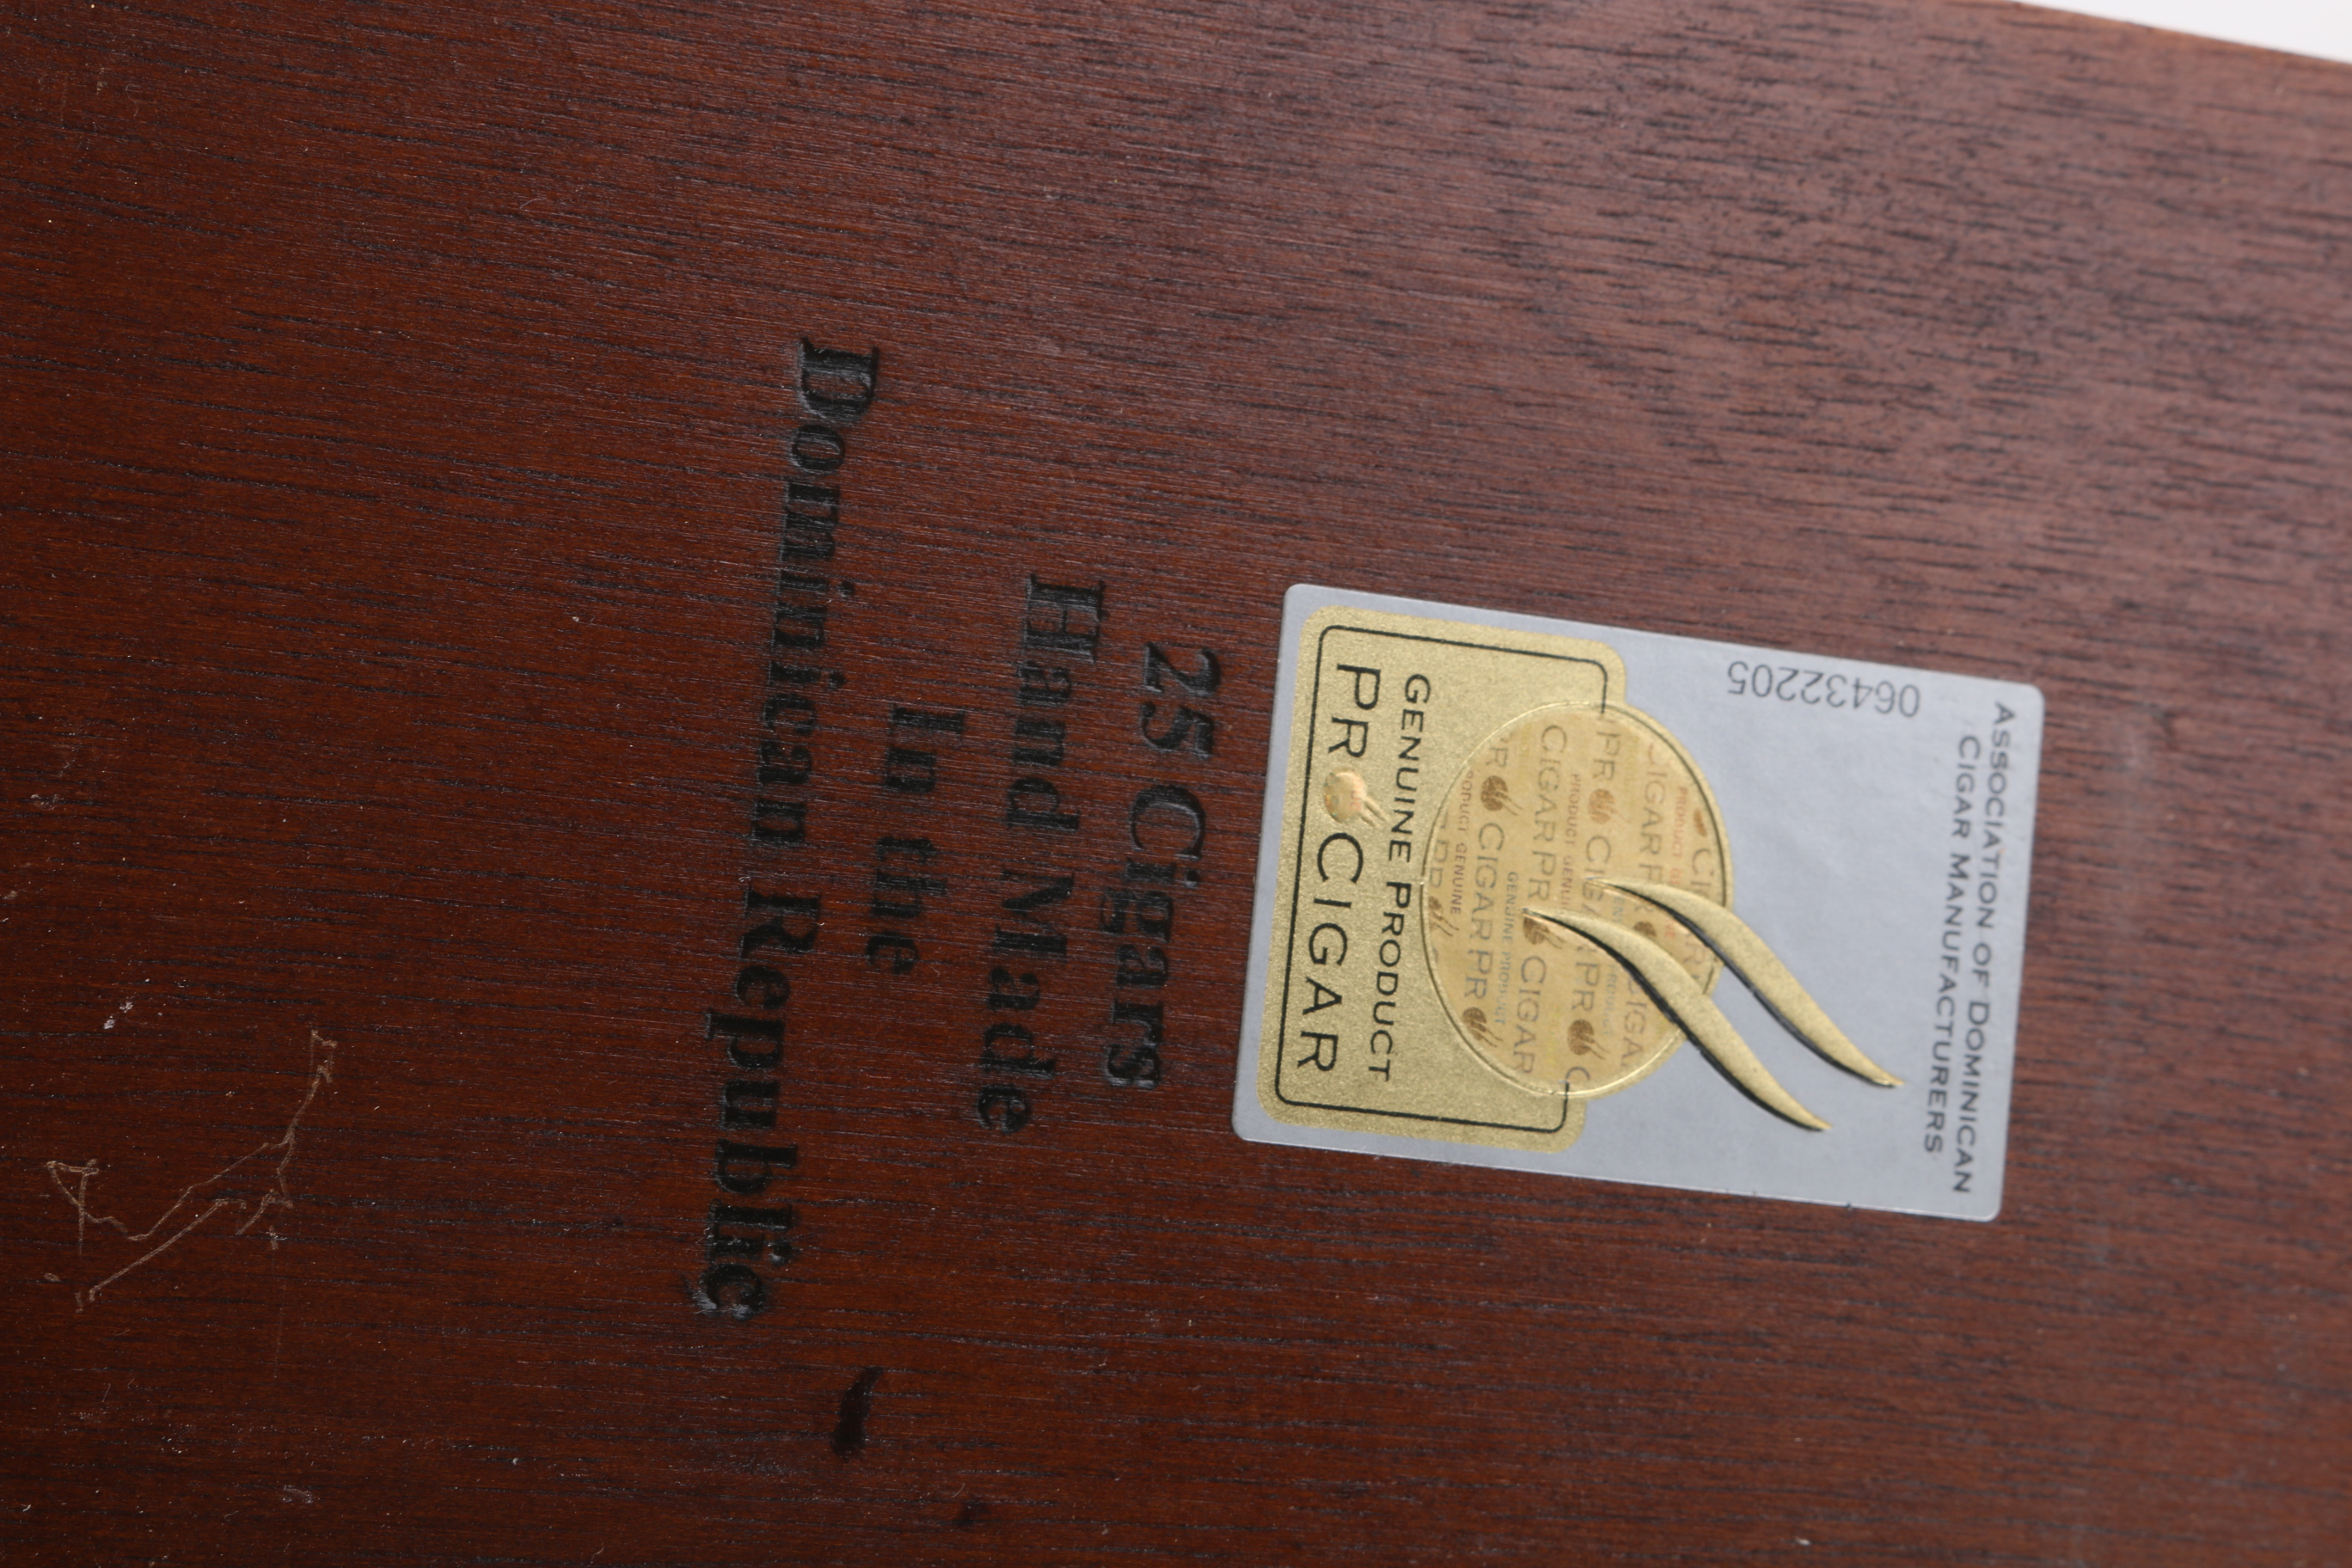 ASSOCIATION OF DOMINICAN
CIGAR MANUFACTURERS
06432205
GENUINE PRODUCT
PROCIGAR
25 Cigars
Hand Made
In the
Dominican Republic